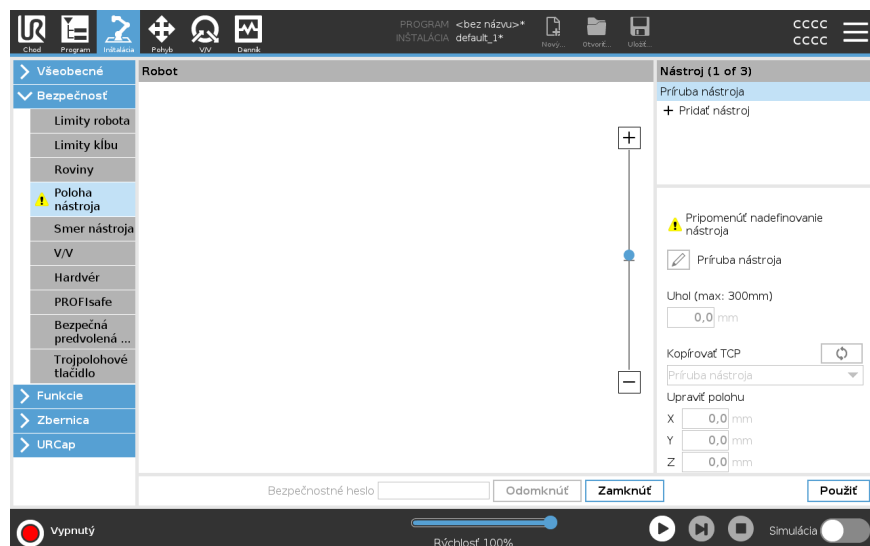 PROGRAM <bez názvu>*
INŠTALÁCIA default_1*
Chod Program Inštalácia Pohyb V/V Denník
Nový... Otvoriť... Uložiť...
CCCC
CCCC
Všeobecné
Bezpečnosť
Limity robota
Limity kĺbu
Roviny
Poloha
nástroja
Smer nástroja
V/V
Hardvér
PROFIsafe
Bezpečná
predvolená ...
Trojpolohové
tlačidlo
Funkcie
Zbernica
URCap
Robot
Nástroj (1 of 3)
Príruba nástroja
+ Pridať nástroj
Pripomenúť nadefinovanie
nástroja
Príruba nástroja
Uhol (max: 300mm)
0,0 mm
Kopírovať TCP
Príruba nástroja
Upraviť polohu
X 0,0 mm
Y 0,0 mm
Z 0,0 mm
Bezpečnostné heslo Odomknúť Zamknúť Použiť
Vypnutý
Rýchlosť 100%
Simulácia